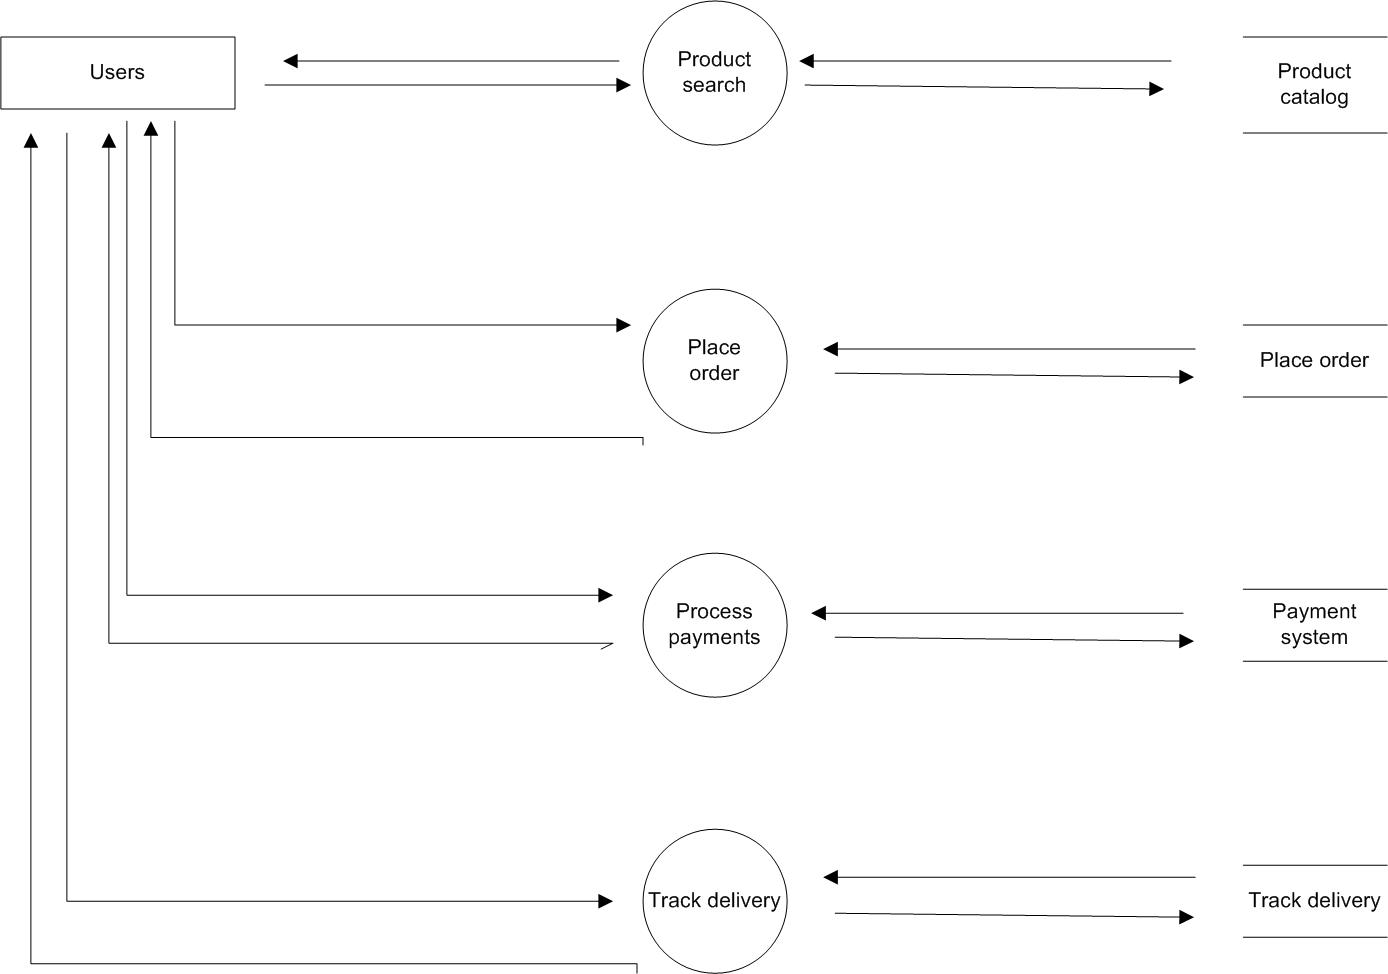 Users
Product
search
Product
catalog
Place
order
Place order
Process
payments
Payment
system
Track delivery
Track delivery